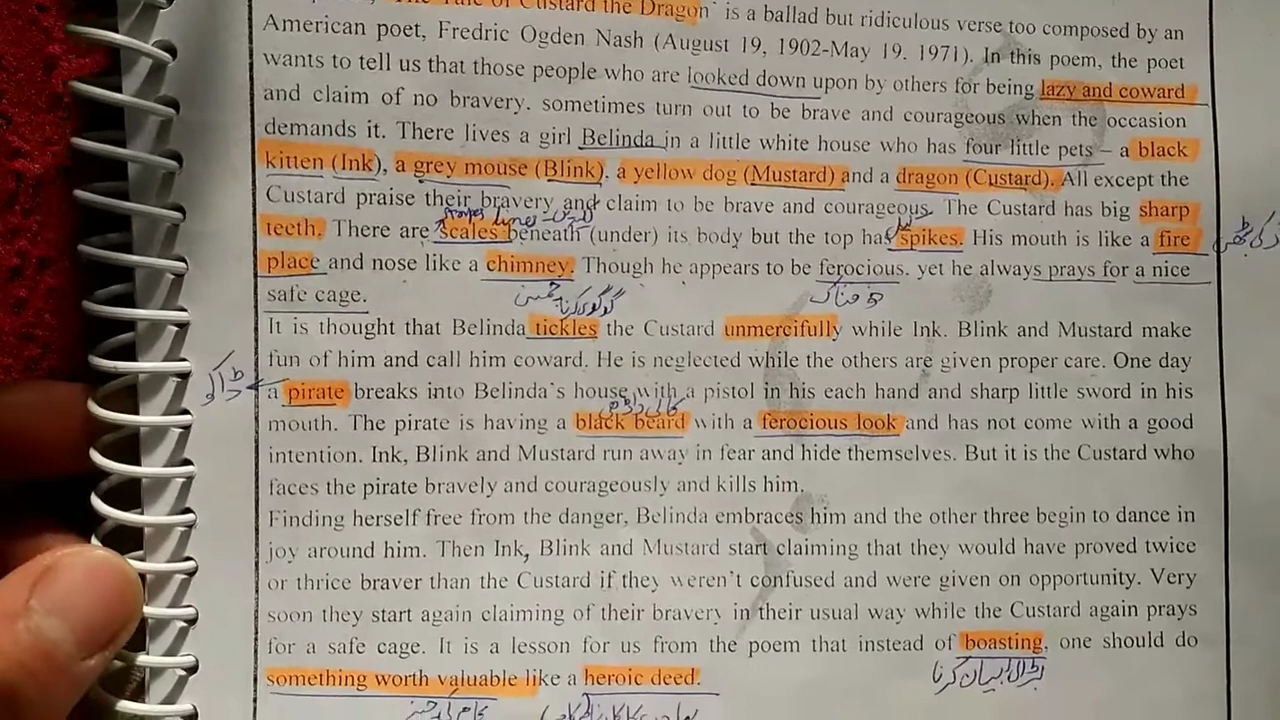 The Tale of Custard the Dragon" is a ballad but ridiculous verse too composed by an
American poet, Fredric Ogden Nash (August 19, 1902-May 19. 1971). In this poem, the poet
wants to tell us that those people who are looked down upon by others for being lazy and coward
and claim of no bravery. sometimes turn out to be brave and courageous when the occasion
demands it. There lives a girl Belinda in a little white house who has four little pets – a black
kitten (Ink), a grey mouse (Blink). a yellow dog (Mustard) and a dragon (Custard). All except the
Custard praise their bravery and claim to be brave and courageous. The Custard has big sharp
teeth. There are scales beneath (under) its body but the top has spikes. His mouth is like a fire
place and nose like a chimney. Though he appears to be ferocious. yet he always prays for a nice
safe cage.
گوگوی کرنا
It is thought that Belinda tickles the Custard unmercifully while Ink. Blink and Mustard make
fun of him and call him coward. He is neglected while the others are given proper care. One day
ڈاکو
a pirate breaks into Belinda's house with a pistol in his each hand and sharp little sword in his
mouth. The pirate is having a black beard with a ferocious look and has not come with a good
intention. Ink, Blink and Mustard run away in fear and hide themselves. But it is the Custard who
faces the pirate bravely and courageously and kills him.
Finding herself free from the danger, Belinda embraces him and the other three begin to dance in
joy around him. Then Ink, Blink and Mustard start claiming that they would have proved twice
or thrice braver than the Custard if they weren't confused and were given on opportunity. Very
soon they start again claiming of their bravery in their usual way while the Custard again prays
for a safe cage. It is a lesson for us from the poem that instead of boasting, one should do
بڑائی بیان کرنا
something worth valuable like a heroic deed.